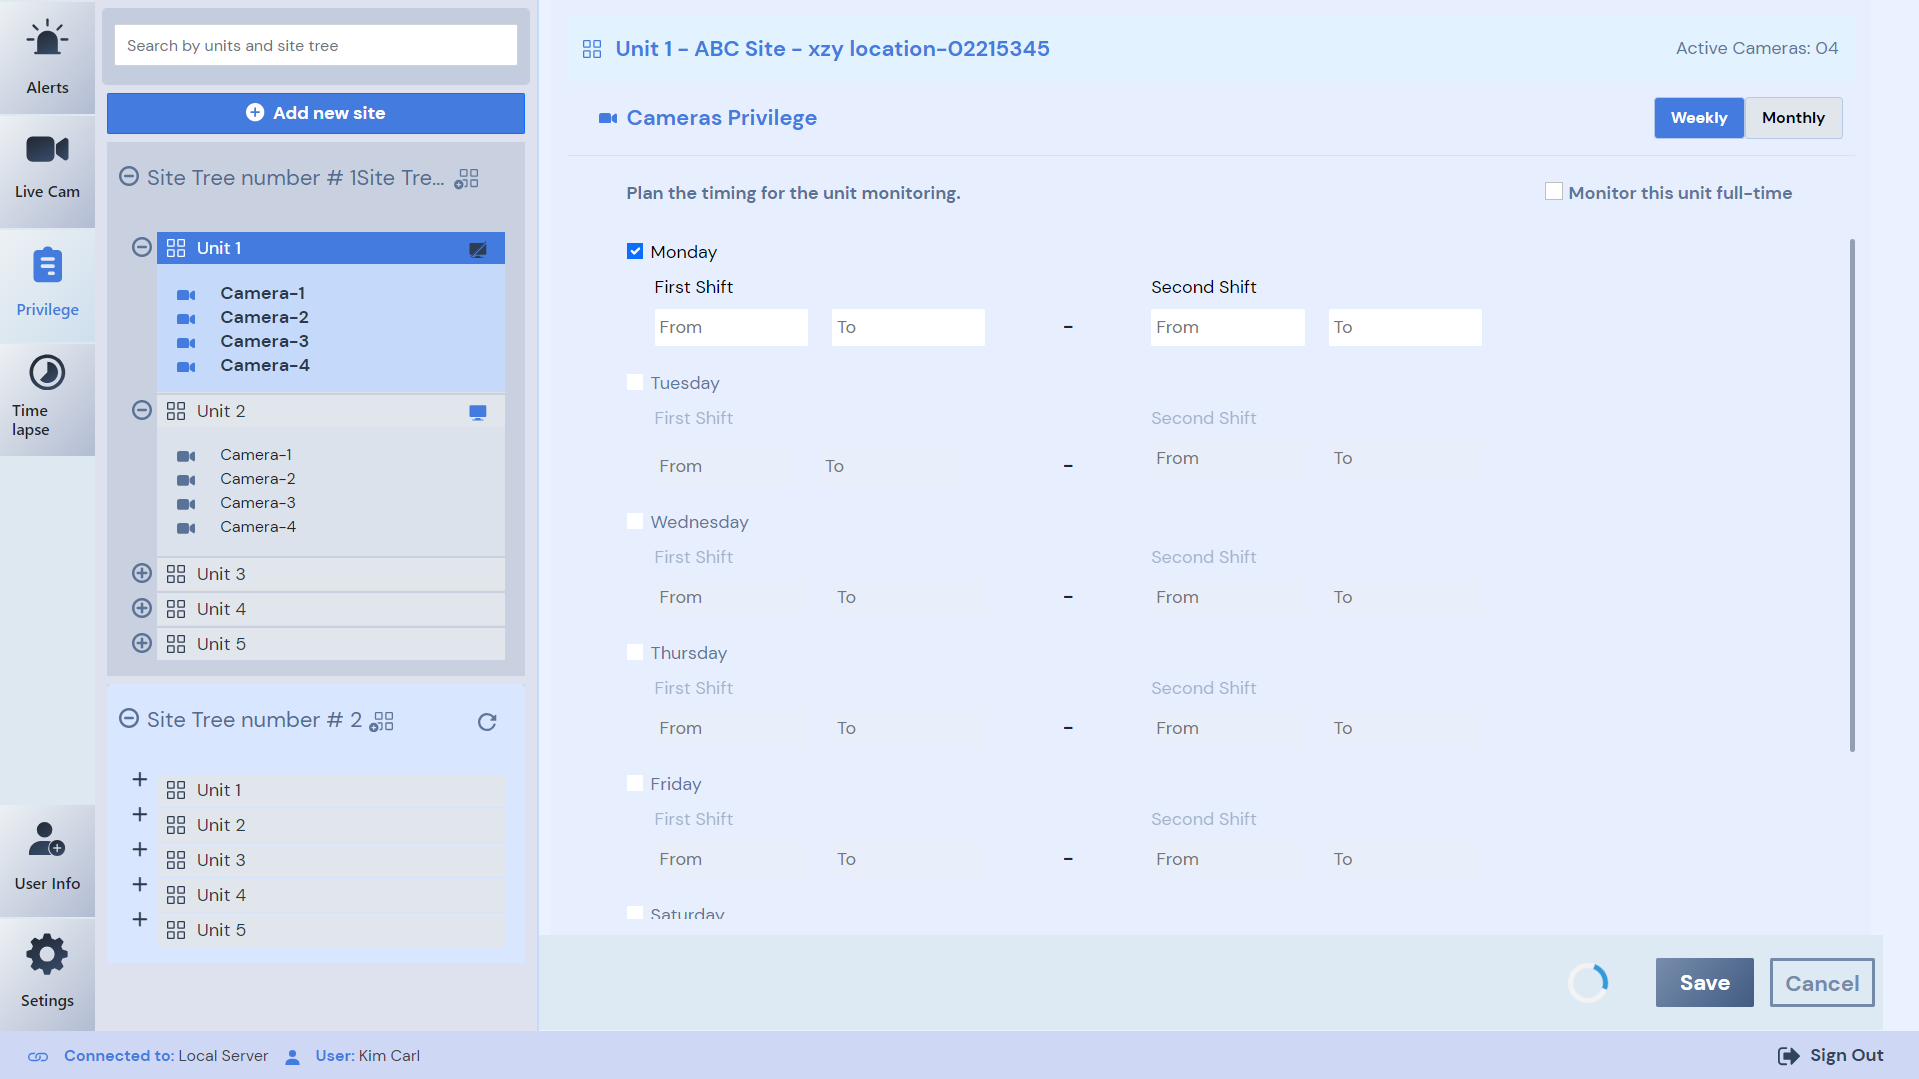 Alerts
Live Cam
Privilege
Time
lapse
User Info
Setings
Search by units and site tree
Add new site
Site Tree number # 1Site Tre...
Unit 1
Camera-1
Camera-2
Camera-3
Camera-4
Unit 2
Camera-1
Camera-2
Camera-3
Camera-4
Unit 3
Unit 4
Unit 5
Site Tree number # 2
Unit 1
Unit 2
Unit 3
Unit 4
Unit 5
Unit 1 - ABC Site - xzy location-02215345
Active Cameras: 04
Cameras Privilege
Weekly
Monthly
Plan the timing for the unit monitoring.
Monitor this unit full-time
Monday
First Shift
Second Shift
From
To
-
From
To
Tuesday
First Shift
Second Shift
From
To
-
From
To
Wednesday
First Shift
Second Shift
From
To
-
From
To
Thursday
First Shift
Second Shift
From
To
-
From
To
Friday
First Shift
Second Shift
From
To
-
From
To
Saturday
Save
Cancel
Connected to: Local Server
User: Kim Carl
Sign Out